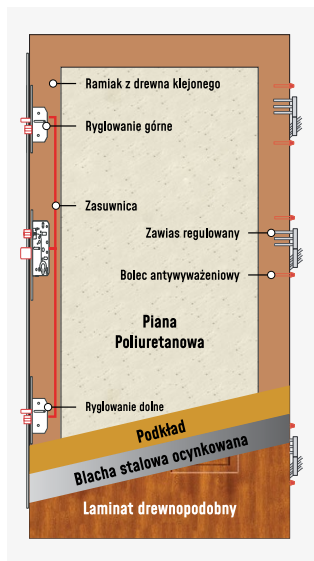 Ramiak z drewna klejonego
Ryglowanie górne
Zasuwnica
Zawias regulowany
Bolec antywyważeniowy
Piana
Poliuretanowa
Ryglowanie dolne
Podkład
Blacha stalowa ocynkowana
Laminat drewnopodobny